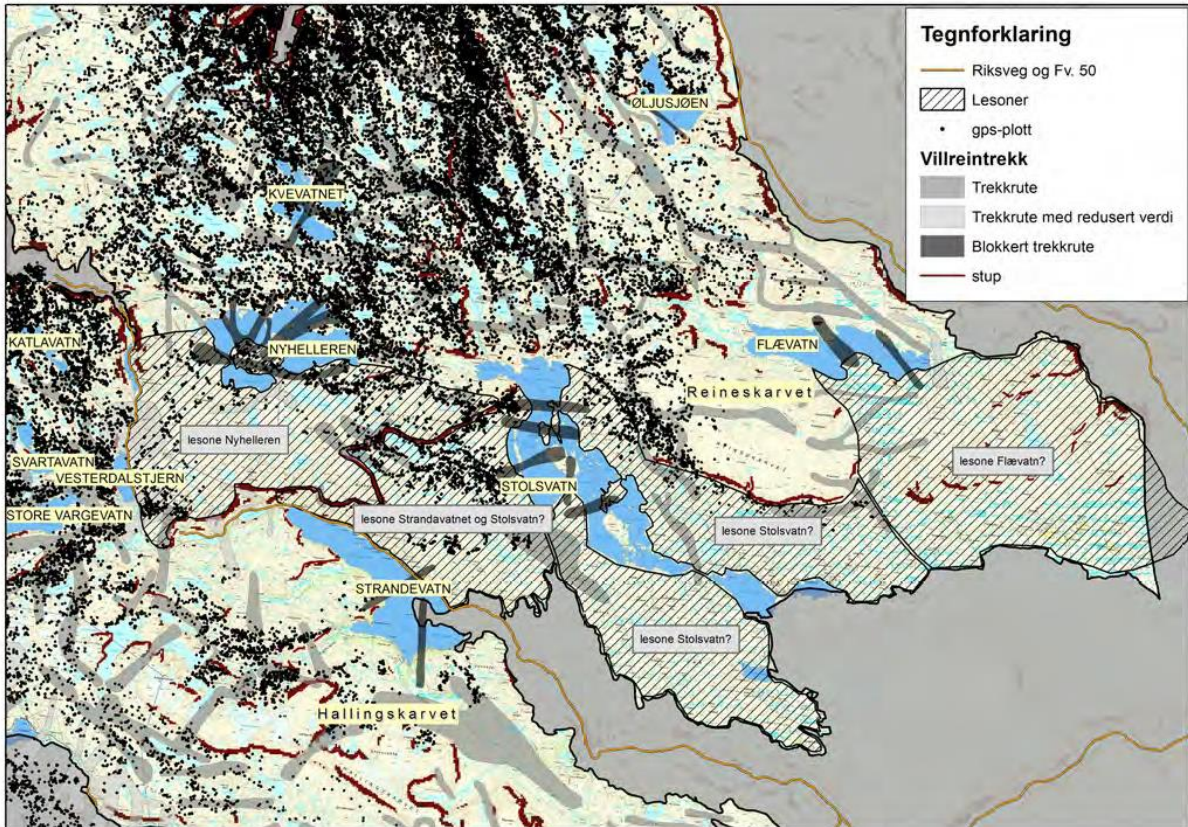 Tegnforklaring
Riksveg og Fv. 50
Lesoner
gps-plott
Villreintrekk
Trekkrute
Trekkrute med redusert verdi
Blokkert trekkrute
stup
ØLJUSJØEN
KVEVATNET
KATLAVATN
NYHELLEREN
FLÆVATN
Reineskarvet
lesone Nyhelleren
lesone Flævatn?
SVARTAVATN
VESTERDALSTJERN
STOLSVATN
STORE VARGEVATN
lesone Strandavatnet og Stolsvatn?
lesone Stolsvatn?
STRANDEVATN
lesone Stolsvatn?
Hallingskarvet